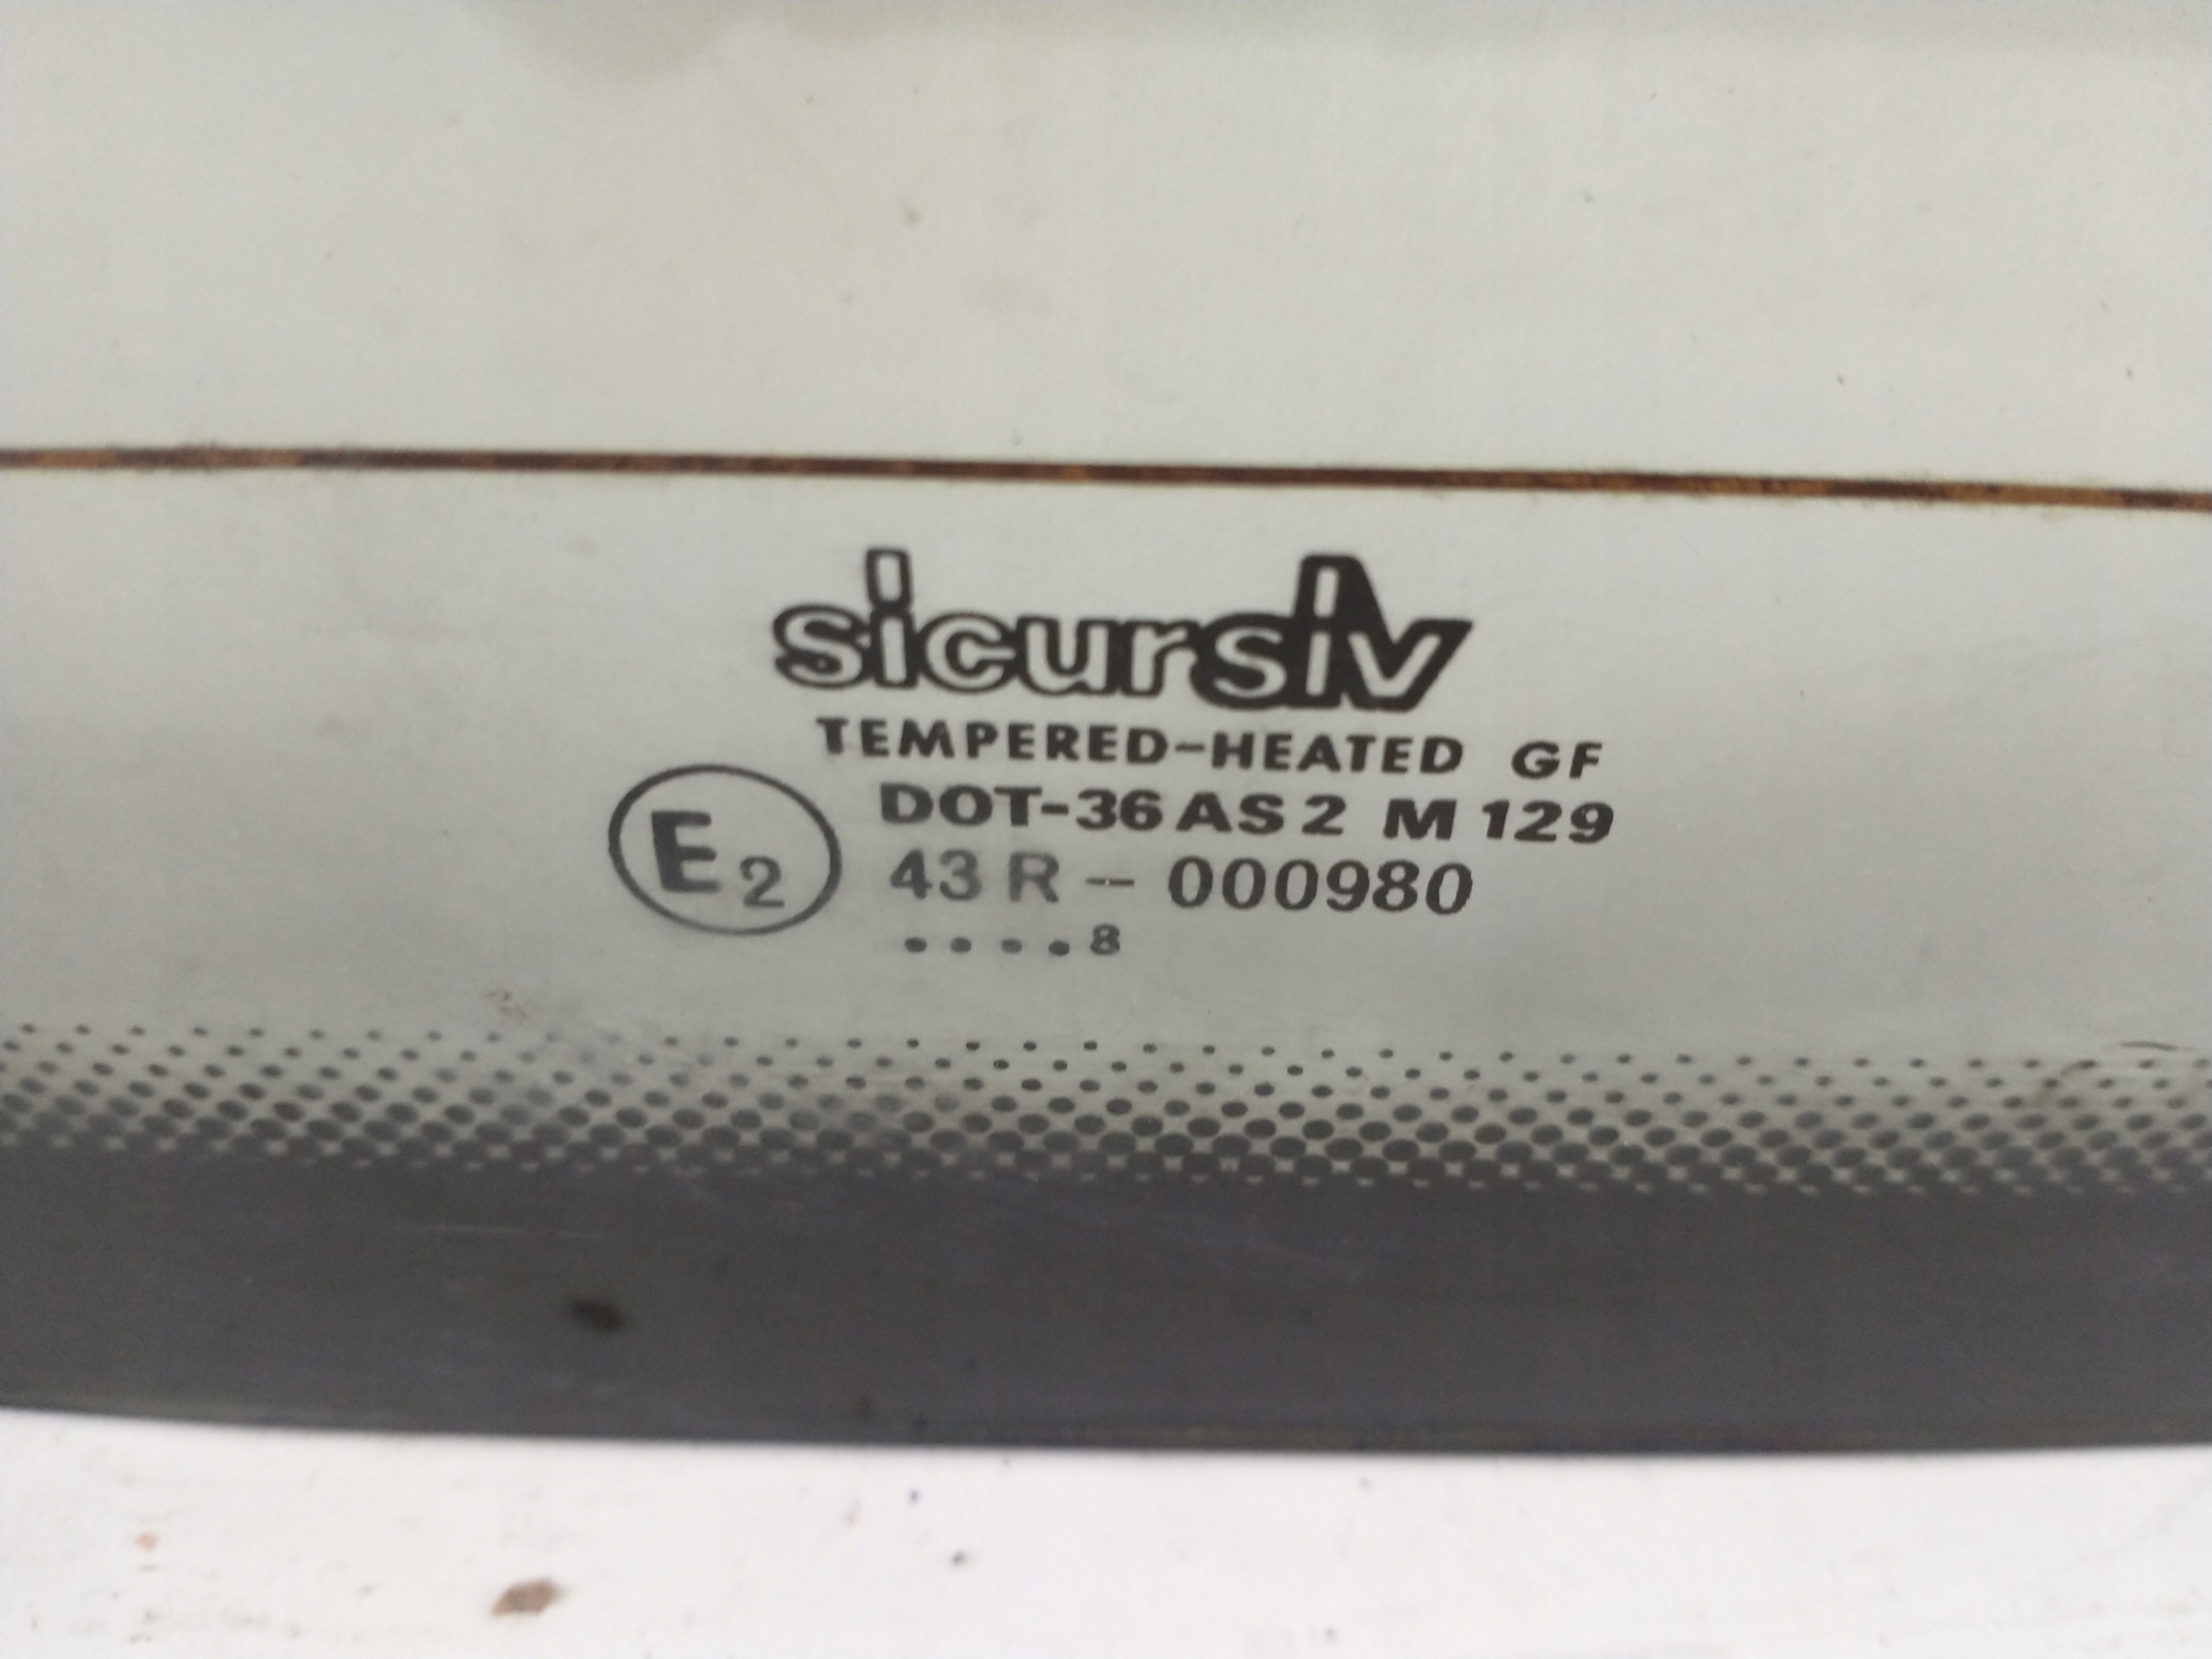 sicursiv
TEMPERED-HEATED GF
DOT-36 AS 2 M 129
E2
43 R - 000980
. . . . 8